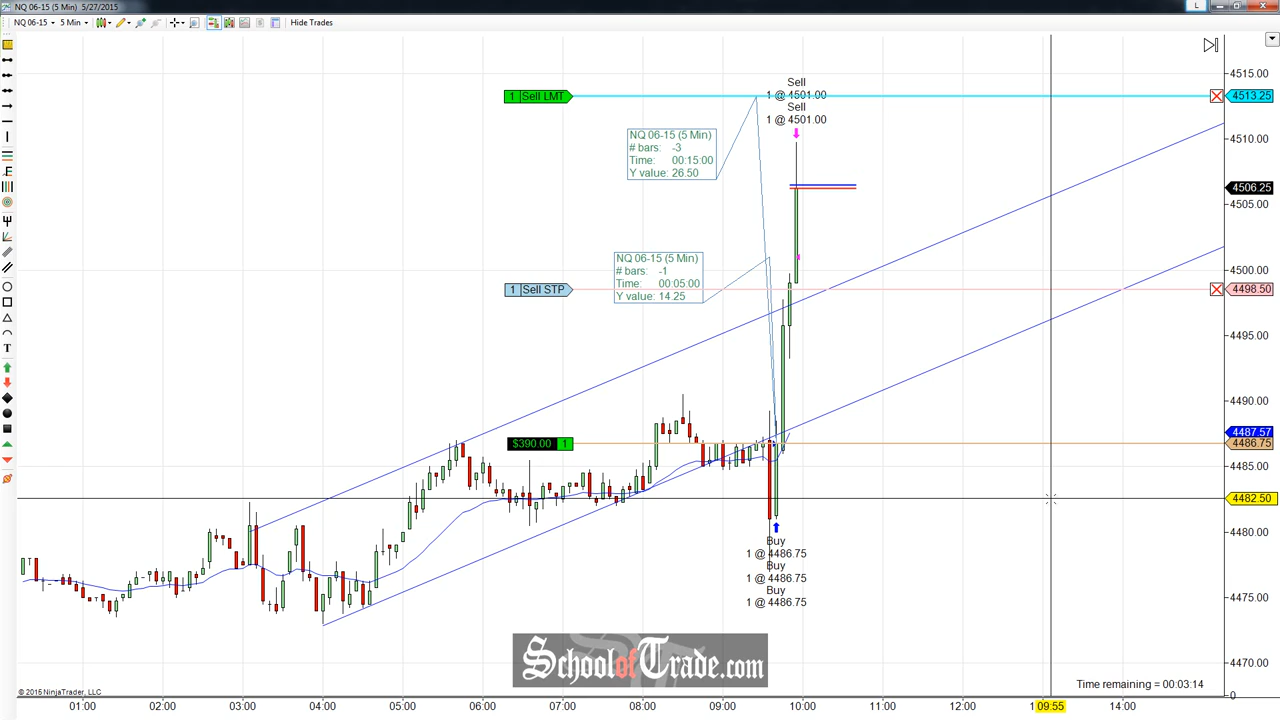 NQ 06-15 (5 Min)  5/27/2015
L
NQ 06-15
5 Min
Hide Trades
T
4515.00
4513.25
4510.00
4506.25
4505.00
4500.00
4498.50
4495.00
4490.00
4487.57
4486.75
4485.00
4482.50
4480.00
4475.00
4470.00
0
1 Sell LMT
Sell
1 @ 4501.00
Sell
1 @ 4501.00
NQ 06-15 (5 Min)
# bars: -3
Time: 00:15:00
Y value: 26.50
NQ 06-15 (5 Min)
# bars: -1
Time: 00:05:00
Y value: 14.25
1 Sell STP
$390.00 1
Buy
1 @ 4486.75
Buy
1 @ 4486.75
Buy
1 @ 4486.75
SchoolofTrade.com
Time remaining = 00:03:14
© 2015 NinjaTrader, LLC
01:00 02:00 03:00 04:00 05:00 06:00 07:00 08:00 09:00 10:00 11:00 12:00 1 09:55 14:00